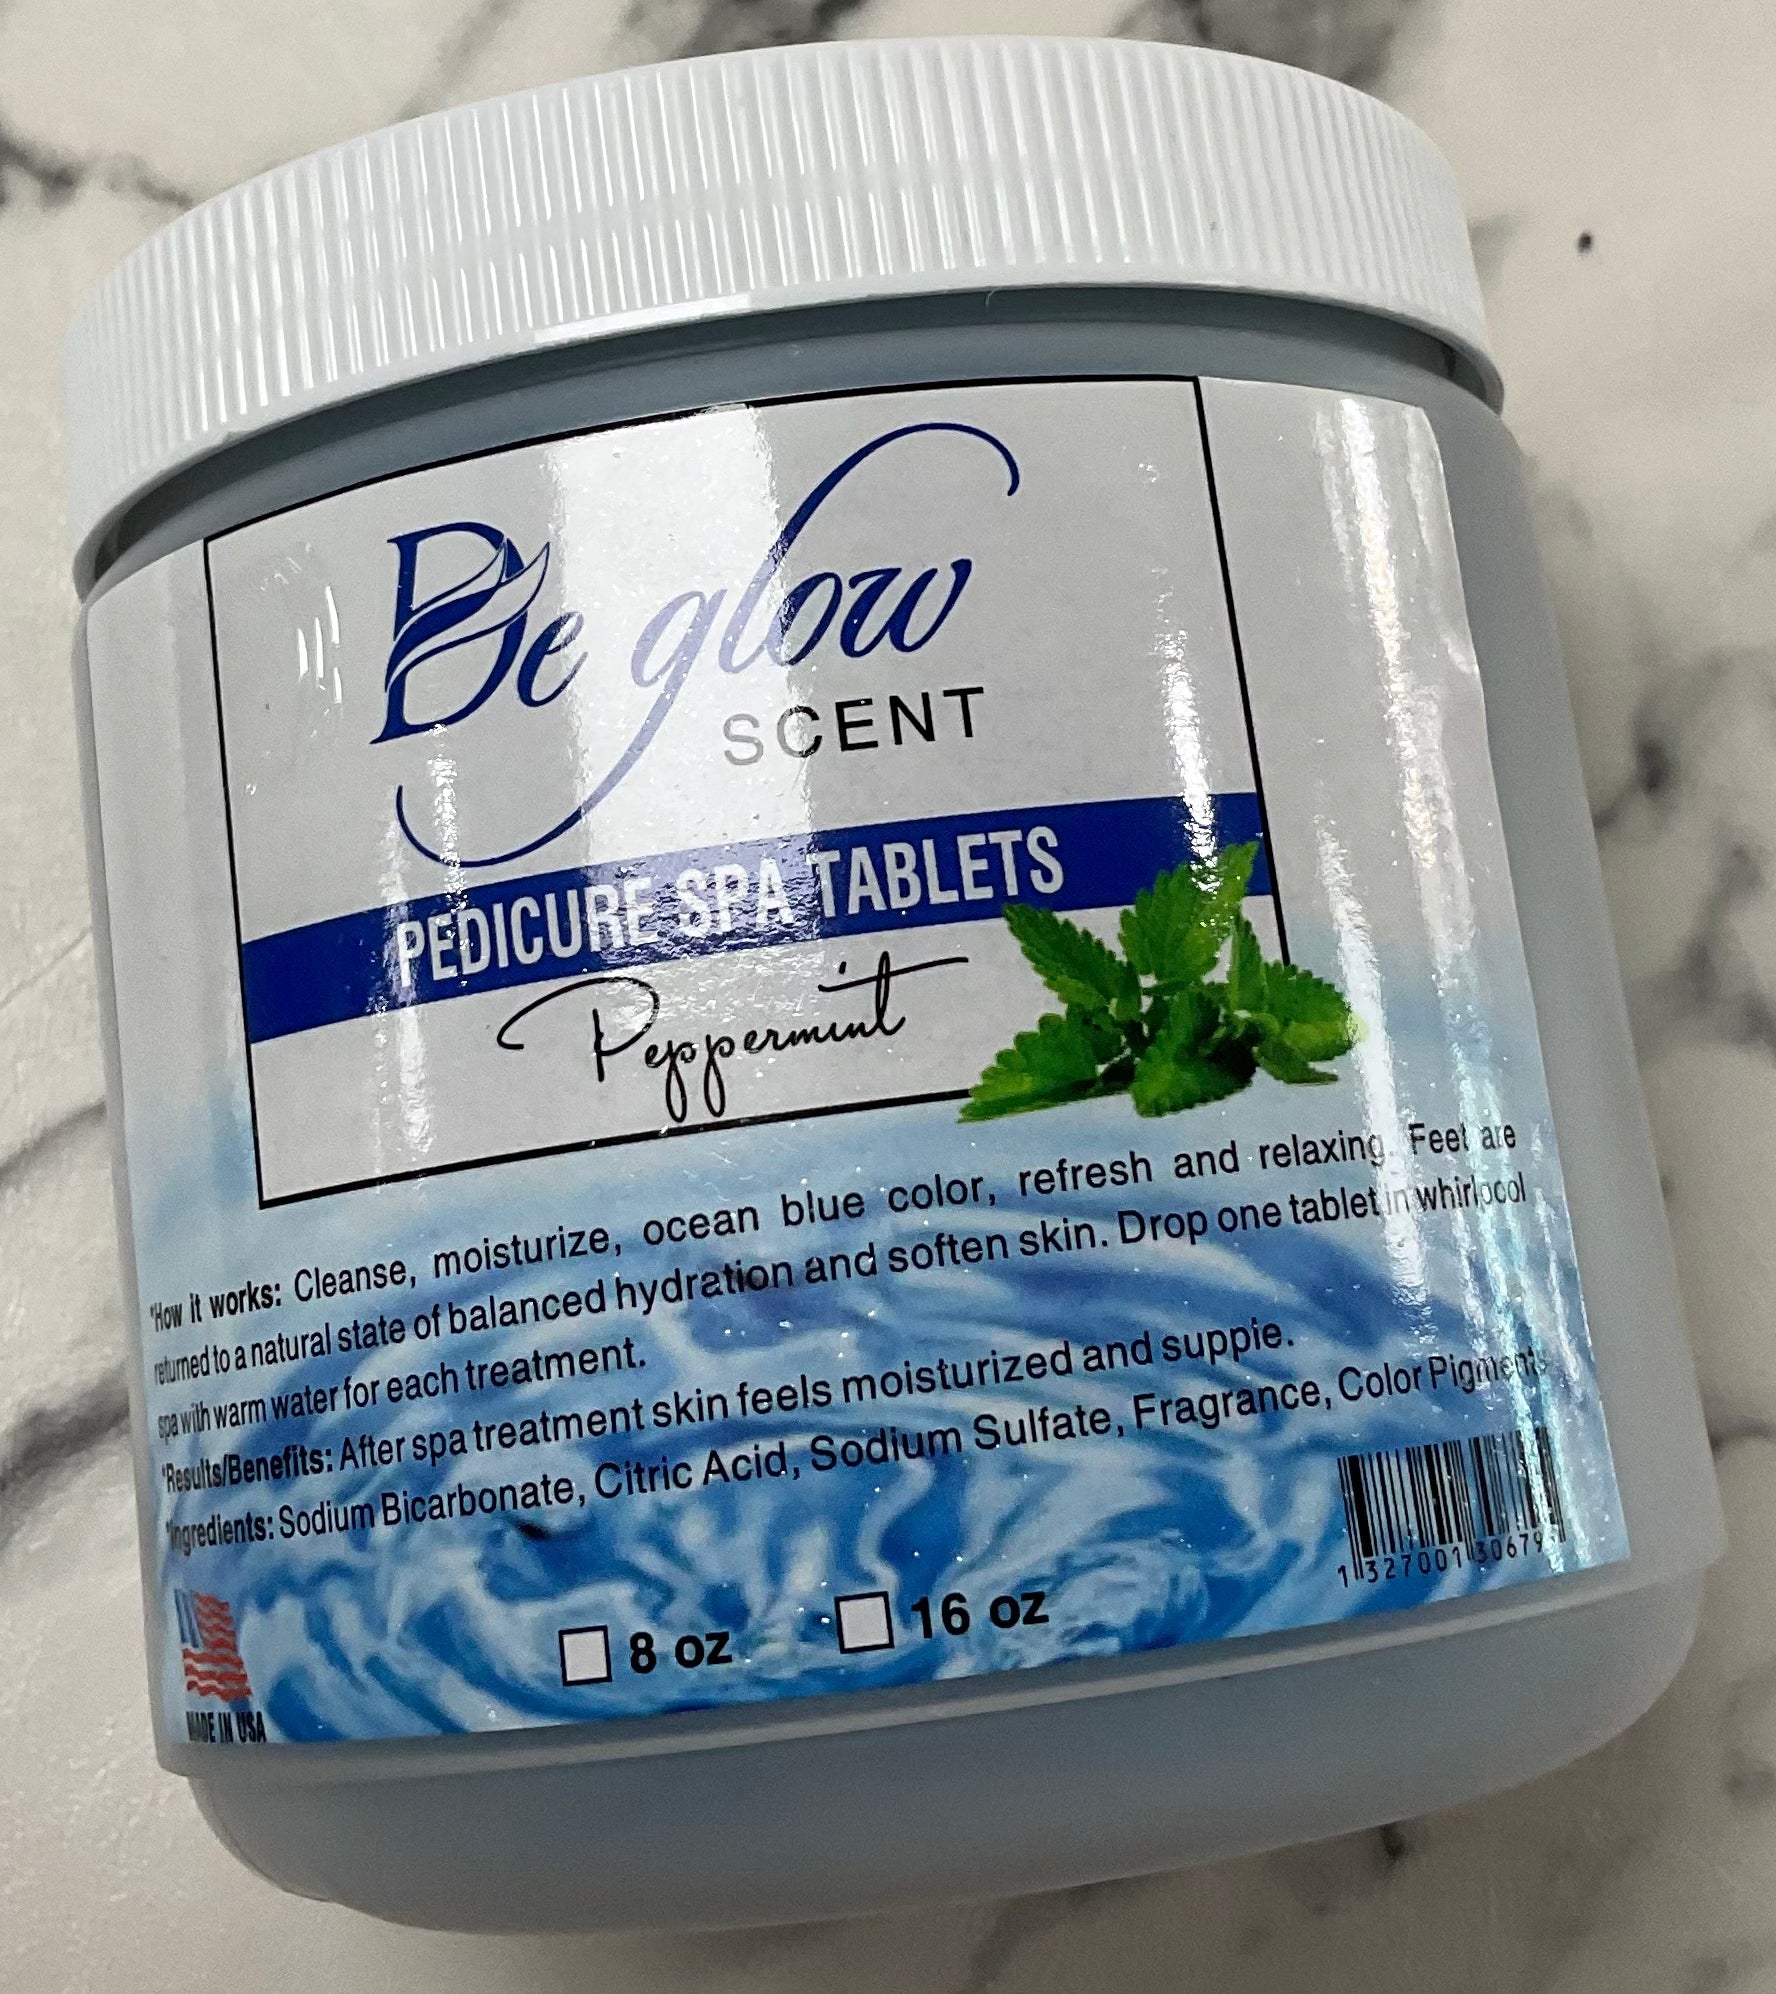 Be glow
SCENT
PEDICURE SPA TABLETS
Peppermint
*How it works: Cleanse, moisturize, ocean blue color, refresh and relaxing. Feet are
returned to a natural state of balanced hydration and soften skin. Drop one tablet in whirlpool
spa with warm water for each treatment.
*Results/Benefits: After spa treatment skin feels moisturized and suppie.
*Ingredients: Sodium Bicarbonate, Citric Acid, Sodium Sulfate, Fragrance, Color Pigment
8 oz
16 oz
MADE IN USA